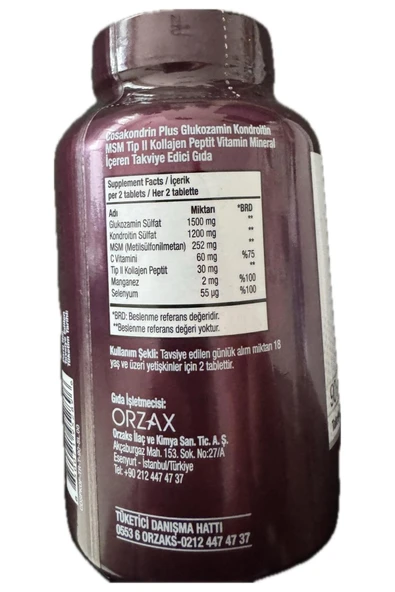 Cosakondrin Plus Glukozamin Kondroitin
MSM Tip II Kollajen Peptit Vitamin Mineral
İçeren Takviye Edici Gıda
Supplement Facts / İçerik
per 2 tablets / Her 2 tablette
Adı Miktarı *BRD
Glukozamin Sülfat 1500 mg **
Kondroitin Sülfat 1200 mg **
MSM (Metilsülfonilmetan) 252 mg **
C Vitamini 60 mg %75
Tip II Kollajen Peptit 30 mg **
Manganez 2 mg %100
Selenyum 55 µg %100
*BRD: Beslenme referans değeridir.
**Beslenme referans değeri yoktur.
Kullanım Şekli: Tavsiye edilen günlük alım miktarı 18
yaş ve üzeri yetişkinler için 2 tablettir.
Gıda İşletmecisi:
ORZAX
Orzaks İlaç ve Kimya San. Tic. A.Ş.
Akçaburgaz Mah. 153. Sok. No:27/A
Esenyurt - İstanbul/Türkiye
Tel: +90 212 447 47 37
TÜKETİCİ DANIŞMA HATTI
0553 6 ORZAKS-0212 447 47 37